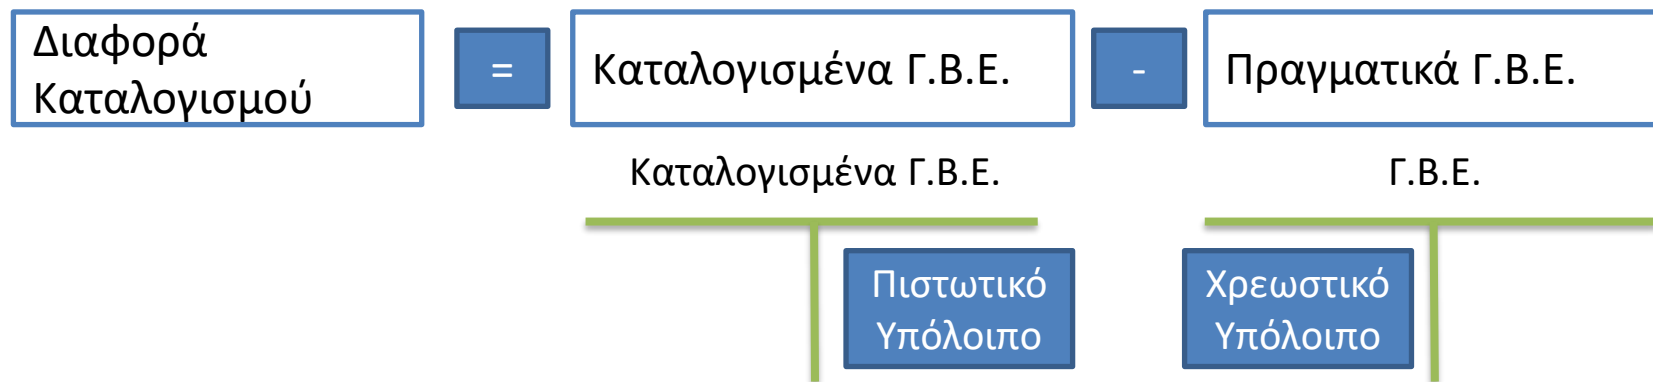 Διαφορά
Καταλογισμού
=
Καταλογισμένα Γ.Β.Ε.
-
Πραγματικά Γ.Β.Ε.
Καταλογισμένα Γ.Β.Ε.
Γ.Β.Ε.
Πιστωτικό
Υπόλοιπο
Χρεωστικό
Υπόλοιπο